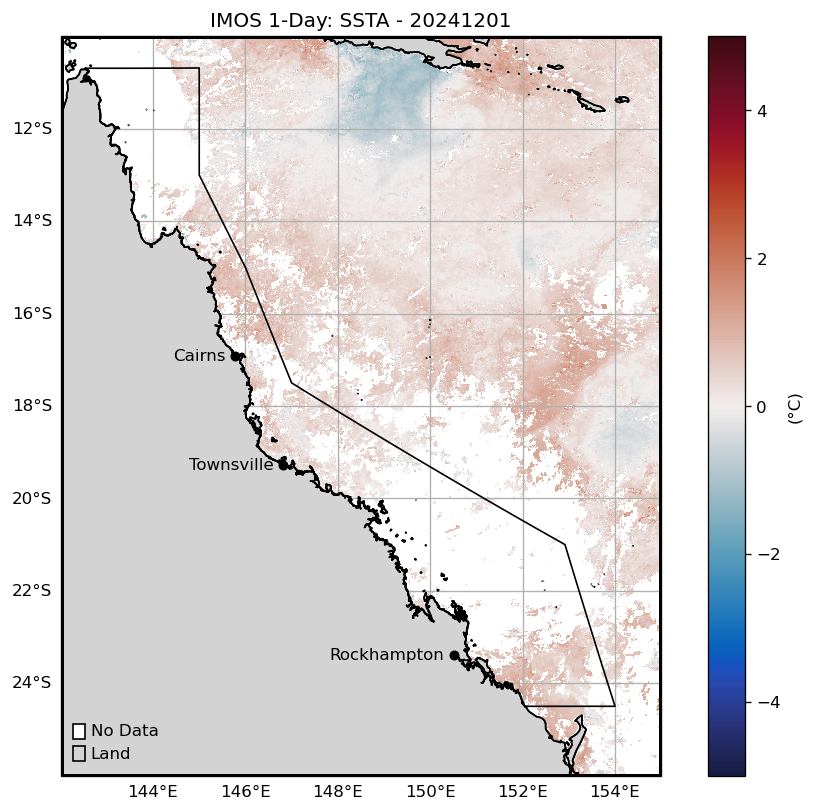 IMOS 1-Day: SSTA - 20241201
12°S
14°S
16°S
18°S
20°S
22°S
24°S
Cairns
Townsville
Rockhampton
No Data
Land
144°E 146°E 148°E 150°E 152°E 154°E
4
2
0
−2
−4
(°C)